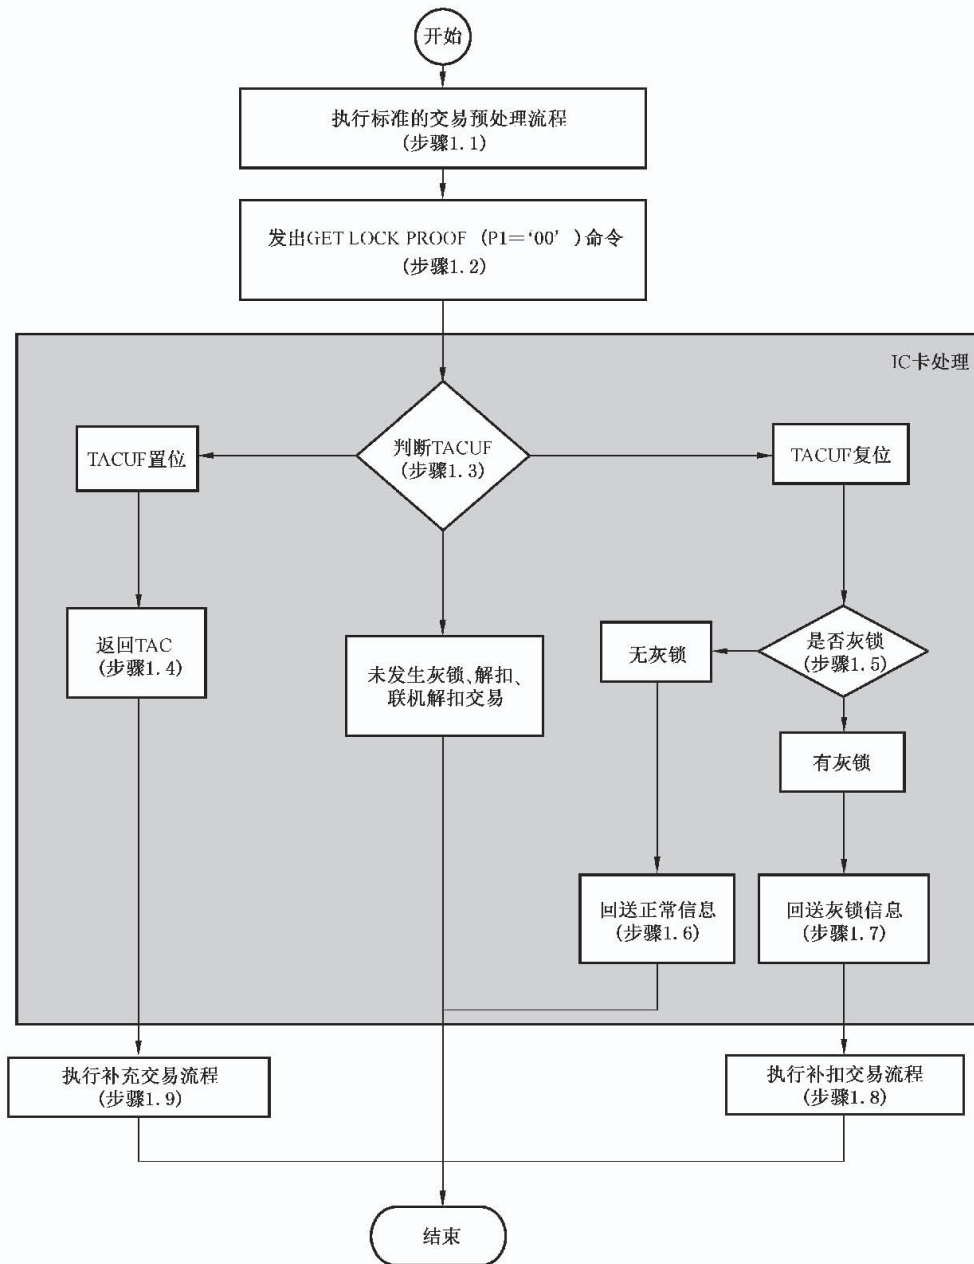 开始
执行标准的交易预处理流程
(步骤1.1)
发出GET LOCK PROOF（P1＝‘00’）命令
(步骤1.2)
IC卡处理
TACUF置位
判断TACUF
(步骤1.3)
TACUF复位
返回TAC
(步骤1.4)
未发生灰锁、解扣、
联机解扣交易
无灰锁
是否灰锁
(步骤1.5)
有灰锁
回送正常信息
(步骤1.6)
回送灰锁信息
(步骤1.7)
执行补充交易流程
(步骤1.9)
执行补扣交易流程
(步骤1.8)
结束